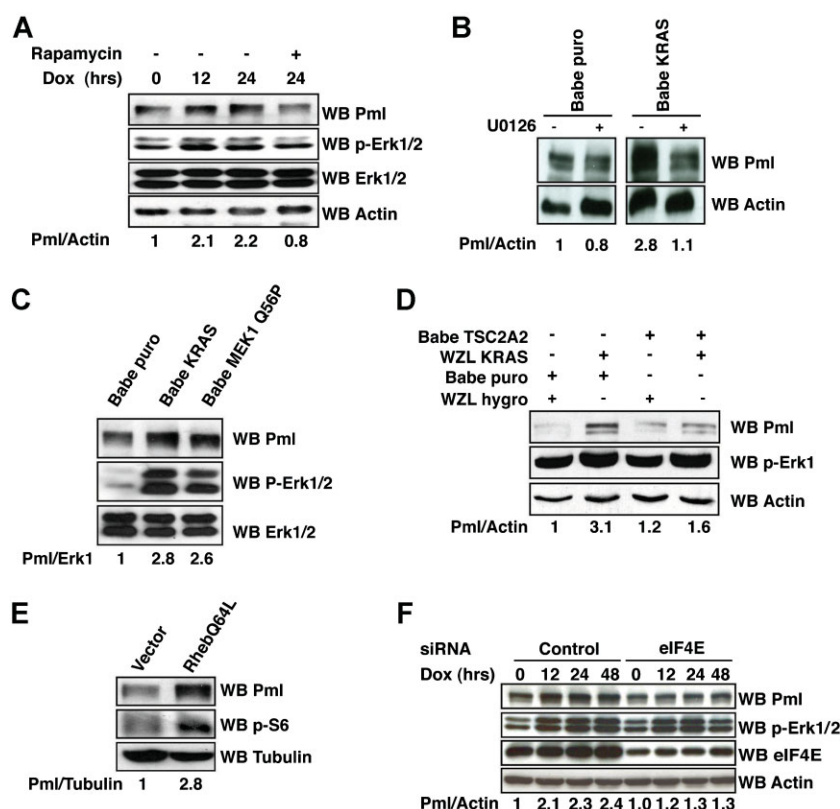 A
Rapamycin - - - +
Dox (hrs) 0 12 24 24
WB Pml
WB p-Erk1/2
WB Erk1/2
WB Actin
Pml/Actin 1 2.1 2.2 0.8
B
Babe puro Babe KRAS
U0126 - + - +
WB Pml
WB Actin
Pml/Actin 1 0.8 2.8 1.1
C
Babe puro Babe KRAS Babe MEK1 Q56P
WB Pml
WB P-Erk1/2
WB Erk1/2
Pml/Erk1 1 2.8 2.6
D
Babe TSC2A2 - - + +
WZL KRAS - + - +
Babe puro + + - -
WZL hygro + - + -
WB Pml
WB p-Erk1
WB Actin
Pml/Actin 1 3.1 1.2 1.6
E
Vector RhebQ64L
WB Pml
WB p-S6
WB Tubulin
Pml/Tubulin 1 2.8
F
siRNA Control eIF4E
Dox (hrs) 0 12 24 48 0 12 24 48
WB Pml
WB p-Erk1/2
WB eIF4E
WB Actin
Pml/Actin 1 2.1 2.3 2.4 1.0 1.2 1.3 1.3